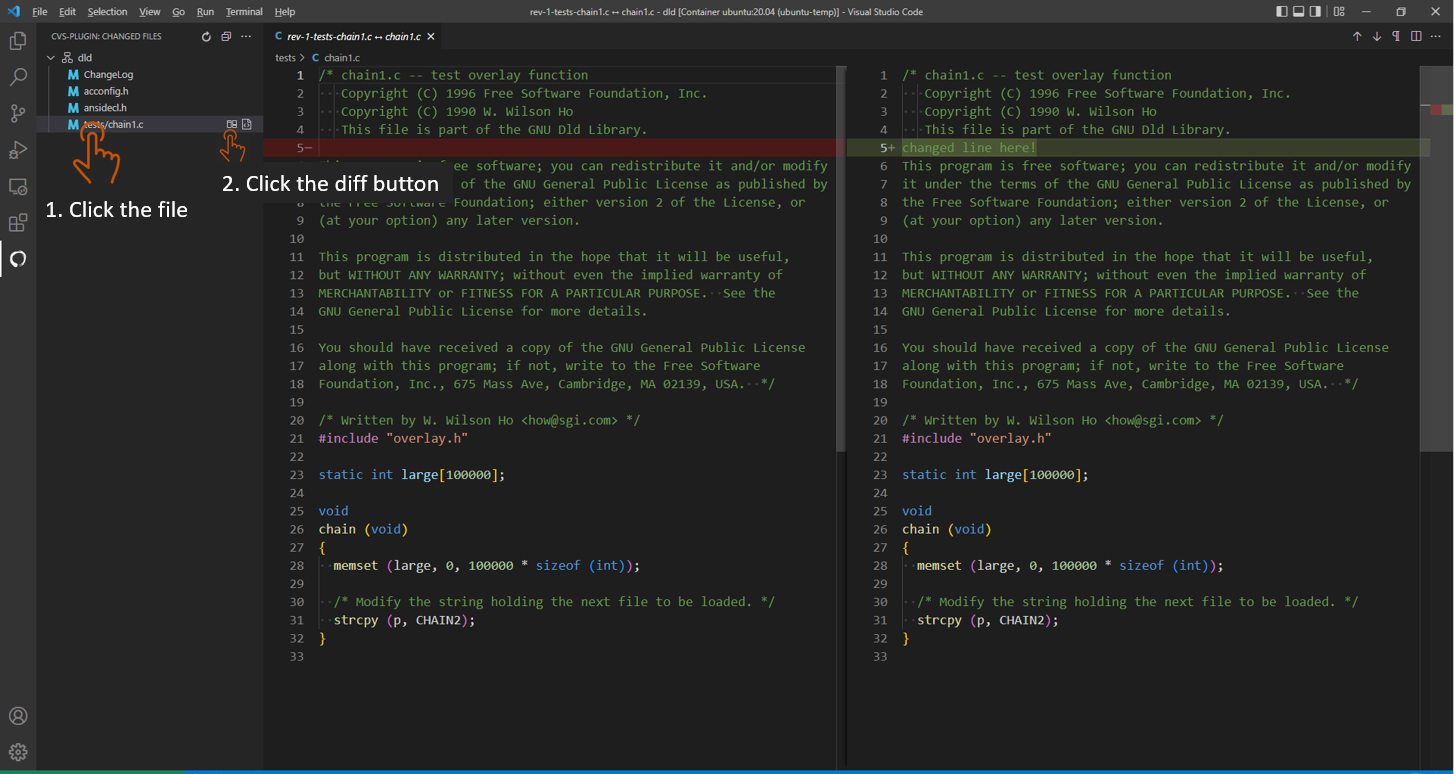 File Edit Selection View Go Run Terminal Help
rev-1-tests-chain1.c ↔ chain1.c - dld [Container ubuntu:20.04 (ubuntu-temp)] - Visual Studio Code
CVS-PLUGIN: CHANGED FILES
dld
M ChangeLog
M acconfig.h
M ansidecl.h
M tests/chain1.c
1. Click the file
2. Click the diff button
C rev-1-tests-chain1.c ↔ chain1.c
tests > C chain1.c
1 /* chain1.c -- test overlay function
2 Copyright (C) 1996 Free Software Foundation, Inc.
3 Copyright (C) 1990 W. Wilson Ho
4 This file is part of the GNU Dld Library.
5−
free software; you can redistribute it and/or modify
of the GNU General Public License as published by
8 the Free Software Foundation; either version 2 of the License, or
9 (at your option) any later version.
10
11 This program is distributed in the hope that it will be useful,
12 but WITHOUT ANY WARRANTY; without even the implied warranty of
13 MERCHANTABILITY or FITNESS FOR A PARTICULAR PURPOSE. See the
14 GNU General Public License for more details.
15
16 You should have received a copy of the GNU General Public License
17 along with this program; if not, write to the Free Software
18 Foundation, Inc., 675 Mass Ave, Cambridge, MA 02139, USA. */
19
20 /* Written by W. Wilson Ho <how@sgi.com> */
21 #include "overlay.h"
22
23 static int large[100000];
24
25 void
26 chain (void)
27 {
28 memset (large, 0, 100000 * sizeof (int));
29
30 /* Modify the string holding the next file to be loaded. */
31 strcpy (p, CHAIN2);
32 }
33
1 /* chain1.c -- test overlay function
2 Copyright (C) 1996 Free Software Foundation, Inc.
3 Copyright (C) 1990 W. Wilson Ho
4 This file is part of the GNU Dld Library.
5+ changed line here!
6 This program is free software; you can redistribute it and/or modify
7 it under the terms of the GNU General Public License as published by
8 the Free Software Foundation; either version 2 of the License, or
9 (at your option) any later version.
10
11 This program is distributed in the hope that it will be useful,
12 but WITHOUT ANY WARRANTY; without even the implied warranty of
13 MERCHANTABILITY or FITNESS FOR A PARTICULAR PURPOSE. See the
14 GNU General Public License for more details.
15
16 You should have received a copy of the GNU General Public License
17 along with this program; if not, write to the Free Software
18 Foundation, Inc., 675 Mass Ave, Cambridge, MA 02139, USA. */
19
20 /* Written by W. Wilson Ho <how@sgi.com> */
21 #include "overlay.h"
22
23 static int large[100000];
24
25 void
26 chain (void)
27 {
28 memset (large, 0, 100000 * sizeof (int));
29
30 /* Modify the string holding the next file to be loaded. */
31 strcpy (p, CHAIN2);
32 }
33